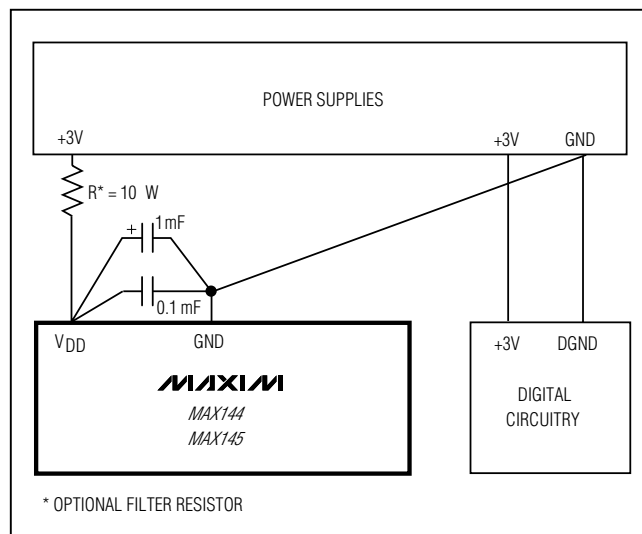 POWER SUPPLIES
+3V
+3V GND
R* = 10 W
+ 1mF
0.1 mF
VDD GND
MAXIM
MAX144
MAX145
+3V DGND
DIGITAL
CIRCUITRY
* OPTIONAL FILTER RESISTOR